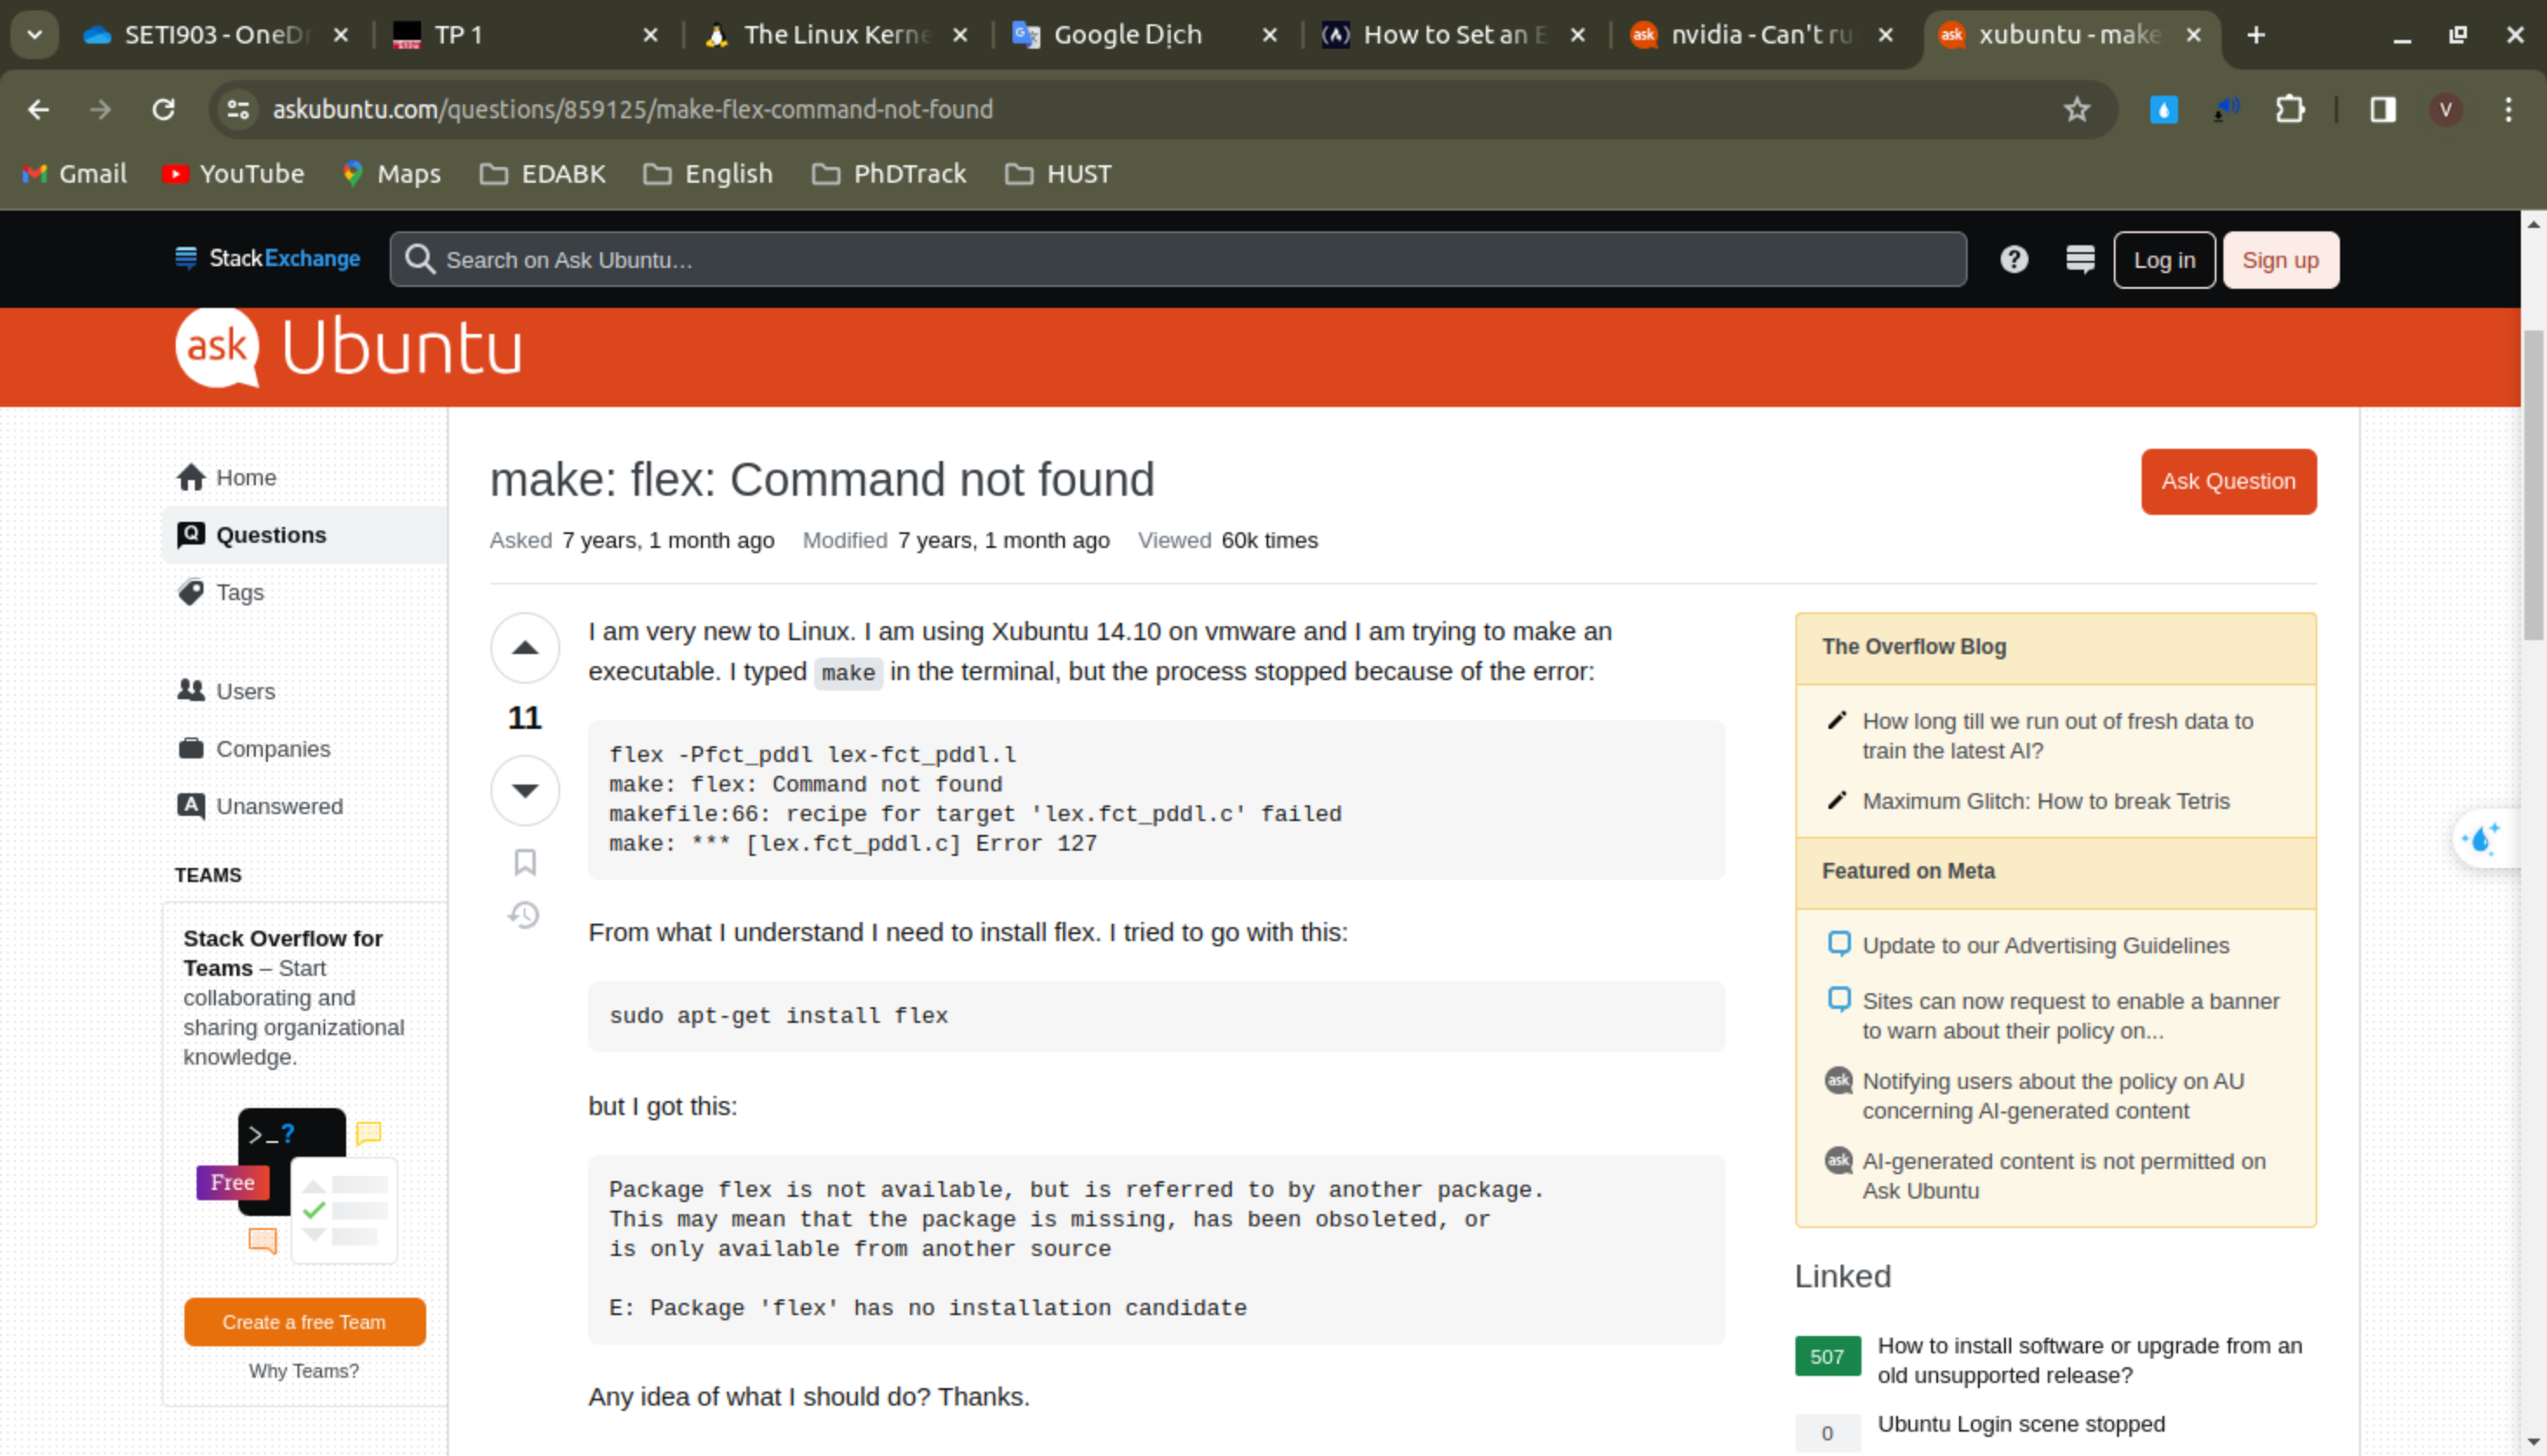 SETI903 - OneD
TP 1
The Linux Kerne
Google Dịch
How to Set an E
nvidia - Can't ru
xubuntu - make
askubuntu.com/questions/859125/make-flex-command-not-found
V
Gmail
YouTube
Maps
EDABK
English
PhDTrack
HUST
StackExchange
Search on Ask Ubuntu…
Log in
Sign up
ask Ubuntu
Home
Questions
Tags
Users
Companies
Unanswered
TEAMS
Stack Overflow for
Teams – Start
collaborating and
sharing organizational
knowledge.
>_?
Free
Create a free Team
Why Teams?
make: flex: Command not found
Ask Question
Asked 7 years, 1 month ago Modified 7 years, 1 month ago Viewed 60k times
11
I am very new to Linux. I am using Xubuntu 14.10 on vmware and I am trying to make an
executable. I typed make in the terminal, but the process stopped because of the error:
flex -Pfct_pddl lex-fct_pddl.l
make: flex: Command not found
makefile:66: recipe for target 'lex.fct_pddl.c' failed
make: *** [lex.fct_pddl.c] Error 127
From what I understand I need to install flex. I tried to go with this:
sudo apt-get install flex
but I got this:
Package flex is not available, but is referred to by another package.
This may mean that the package is missing, has been obsoleted, or
is only available from another source
E: Package 'flex' has no installation candidate
Any idea of what I should do? Thanks.
The Overflow Blog
How long till we run out of fresh data to
train the latest AI?
Maximum Glitch: How to break Tetris
Featured on Meta
Update to our Advertising Guidelines
Sites can now request to enable a banner
to warn about their policy on...
ask Notifying users about the policy on AU
concerning AI-generated content
ask AI-generated content is not permitted on
Ask Ubuntu
Linked
507 How to install software or upgrade from an
old unsupported release?
0 Ubuntu Login scene stopped